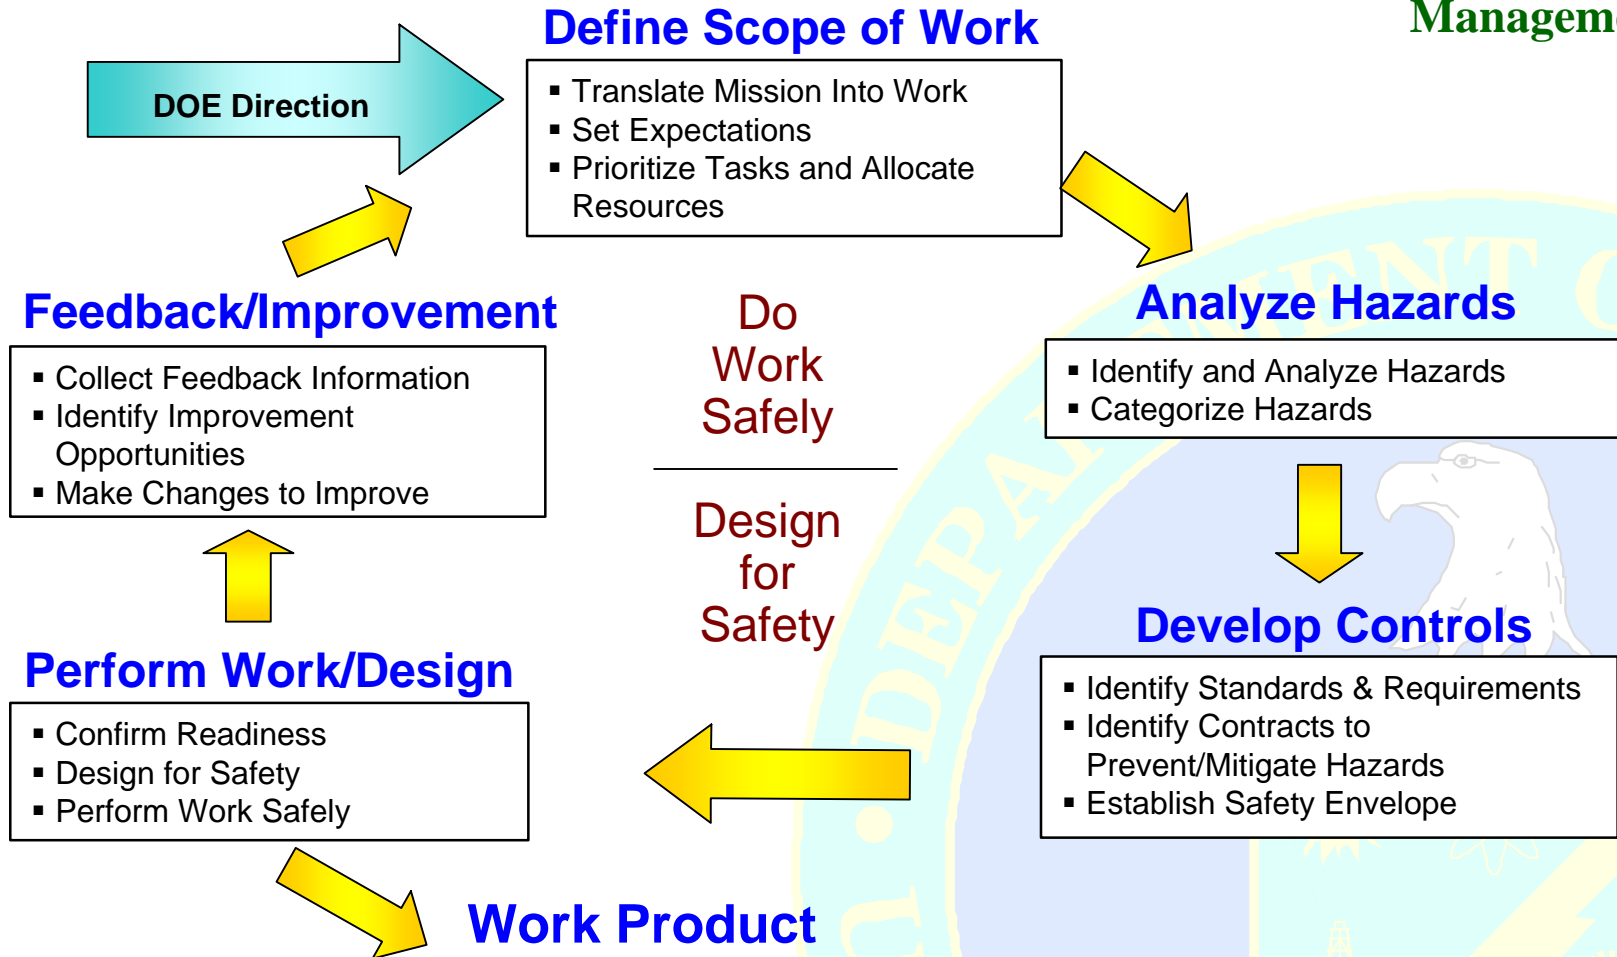 Manageme
Define Scope of Work
DOE Direction
▪ Translate Mission Into Work
▪ Set Expectations
▪ Prioritize Tasks and Allocate
Resources
Analyze Hazards
▪ Identify and Analyze Hazards
▪ Categorize Hazards
Develop Controls
▪ Identify Standards & Requirements
▪ Identify Contracts to
Prevent/Mitigate Hazards
▪ Establish Safety Envelope
Perform Work/Design
▪ Confirm Readiness
▪ Design for Safety
▪ Perform Work Safely
Feedback/Improvement
▪ Collect Feedback Information
▪ Identify Improvement
Opportunities
▪ Make Changes to Improve
Do
Work
Safely
Design
for
Safety
Work Product
U • DEPARTMENT O